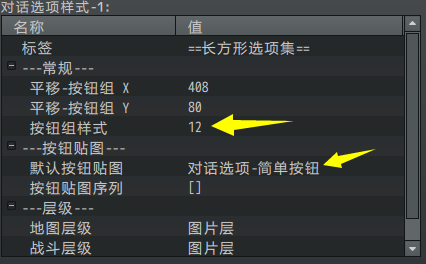 对话选项样式-1:
名称 值
标签 ==长方形选项集==
---常规---
平移-按钮组 X 408
平移-按钮组 Y 80
按钮组样式 12
---按钮贴图---
默认按钮贴图 对话选项-简单按钮
按钮贴图序列 []
---层级---
地图层级 图片层
战斗层级 图片层